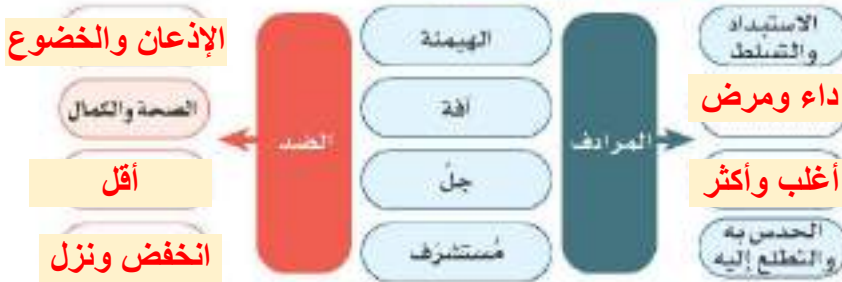 الاستبداد
والتسلط
الهيمنة
الإذعان والخضوع
داء ومرض
آفة
الصحة والكمال
المرادف
الضد
أغلب وأكثر
جلّ
أقل
الحدس به
والتطلع إليه
مُستشرَف
انخفض ونزل